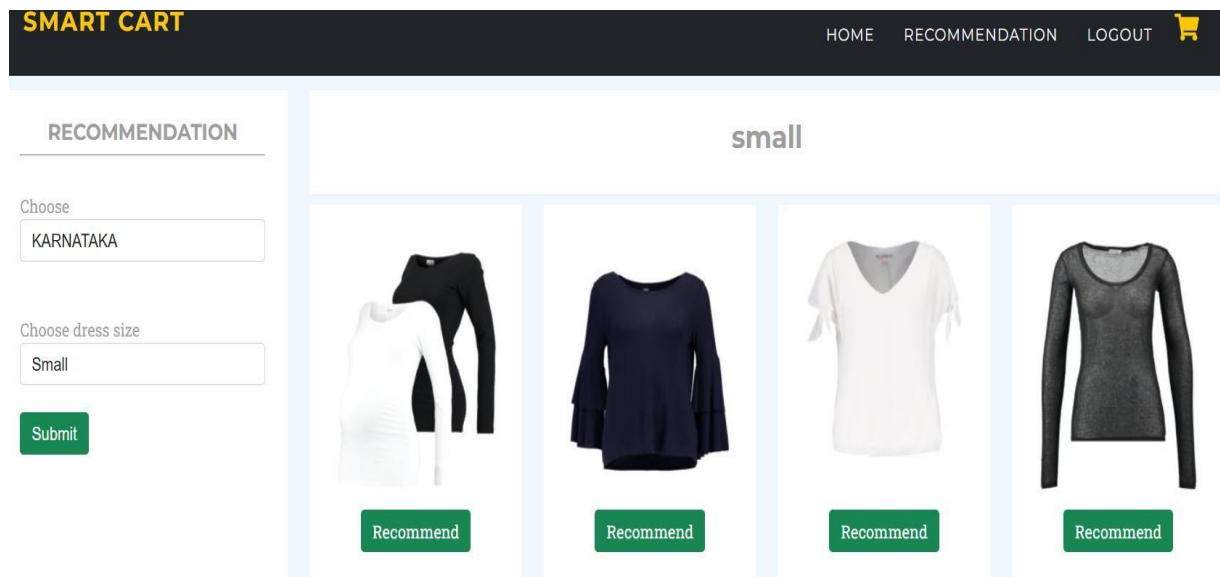 SMART CART
HOME RECOMMENDATION LOGOUT
RECOMMENDATION
Choose
KARNATAKA
Choose dress size
Small
Submit
small
Recommend Recommend Recommend Recommend